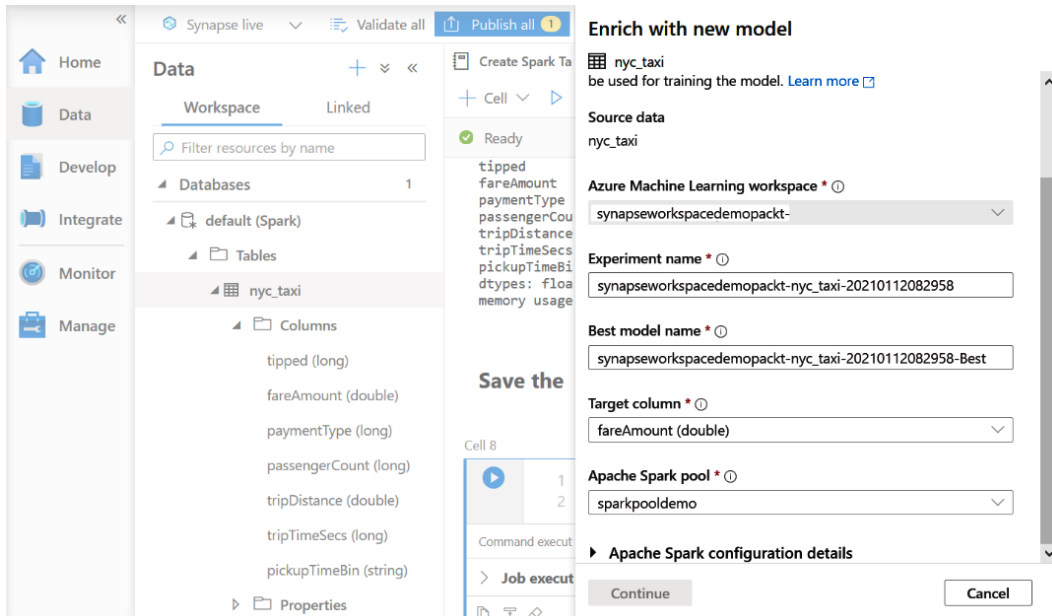 «
Home
Data
Develop
Integrate
Monitor
Manage
Synapse live
Validate all
Publish all 1
Data
«
Workspace
Linked
Filter resources by name
Databases 1
default (Spark)
Tables
nyc_taxi
Columns
tipped (long)
fareAmount (double)
paymentType (long)
passengerCount (long)
tripDistance (double)
tripTimeSecs (long)
pickupTimeBin (string)
Properties
Create Spark Ta
+ Cell
Ready
tipped
fareAmount
paymentType
passengerCou
tripDistance
tripTimeSecs
pickupTimeBi
dtypes: floa
memory usage
Save the
Cell 8
1
2
Command execut
Job execut
Enrich with new model
nyc_taxi
be used for training the model. Learn more
Source data
nyc_taxi
Azure Machine Learning workspace *
synapseworkspacedemopackt-
Experiment name *
synapseworkspacedemopackt-nyc_taxi-20210112082958
Best model name *
synapseworkspacedemopackt-nyc_taxi-20210112082958-Best
Target column *
fareAmount (double)
Apache Spark pool *
sparkpooldemo
Apache Spark configuration details
Continue
Cancel